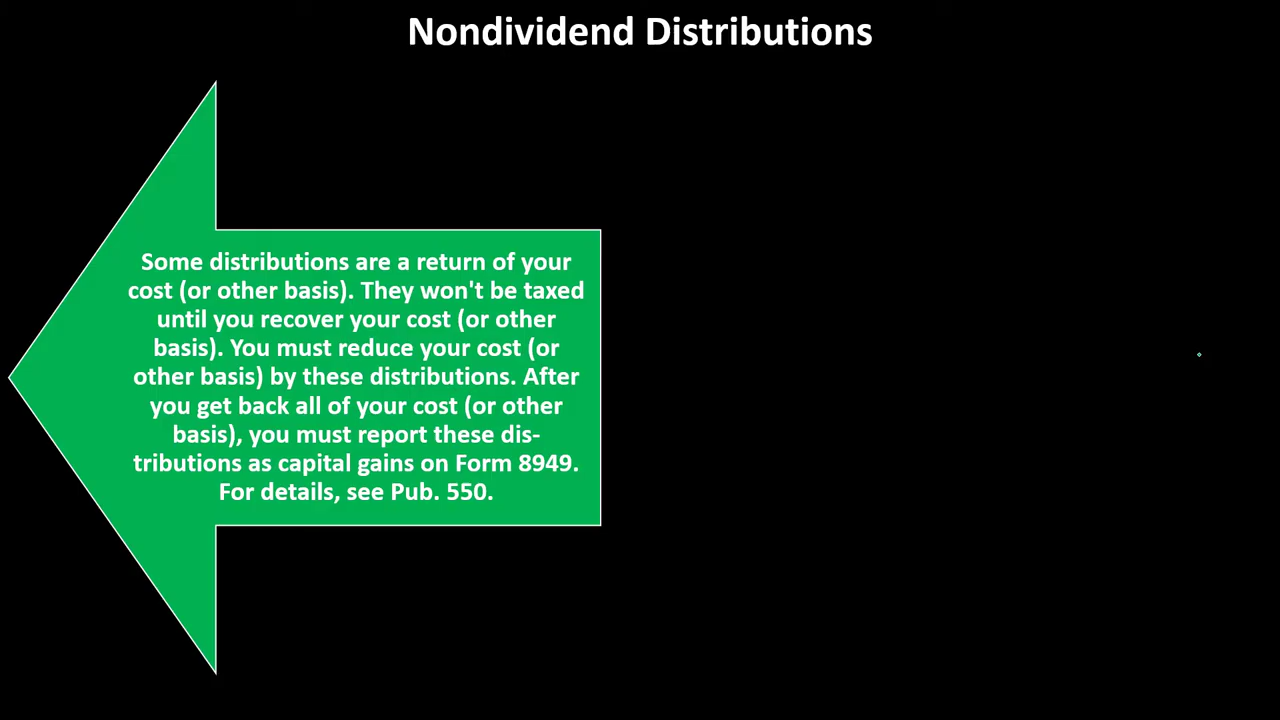 Nondividend Distributions
Some distributions are a return of your
cost (or other basis). They won't be taxed
until you recover your cost (or other
basis). You must reduce your cost (or
other basis) by these distributions. After
you get back all of your cost (or other
basis), you must report these dis-
tributions as capital gains on Form 8949.
For details, see Pub. 550.